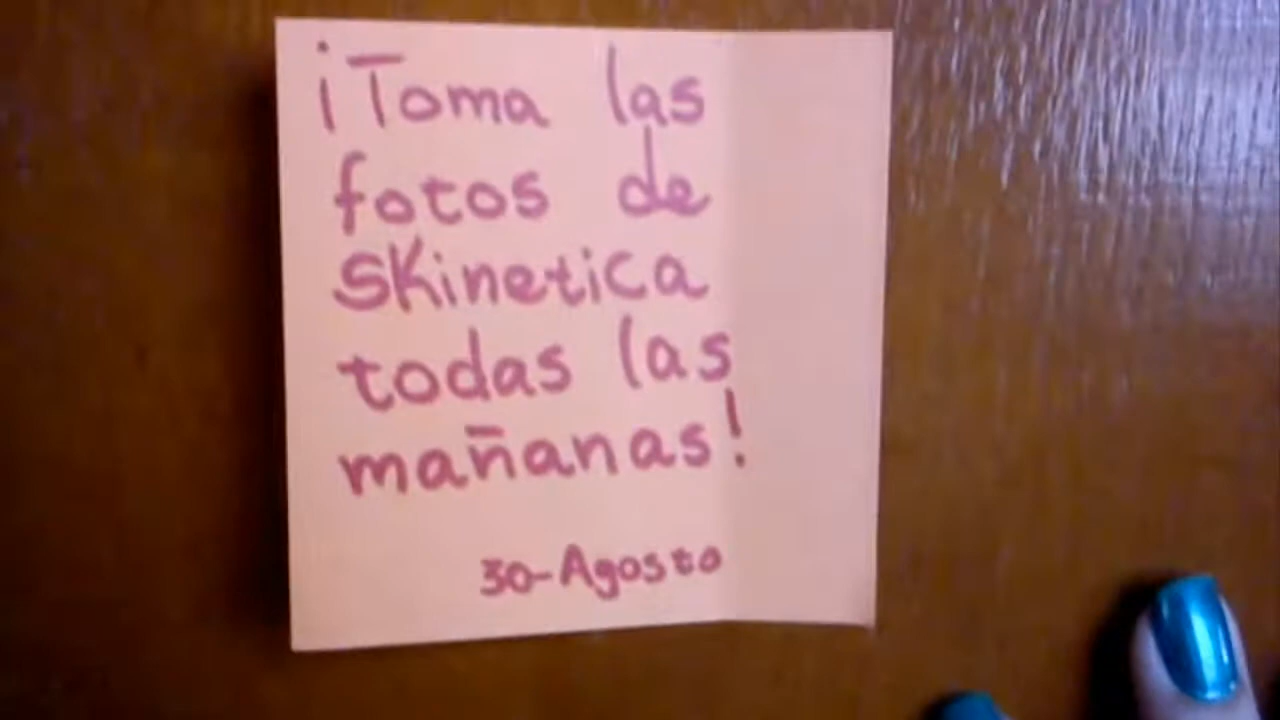 ¡Toma las
fotos de
SKinetica
todas las
mañanas!
30-Agosto